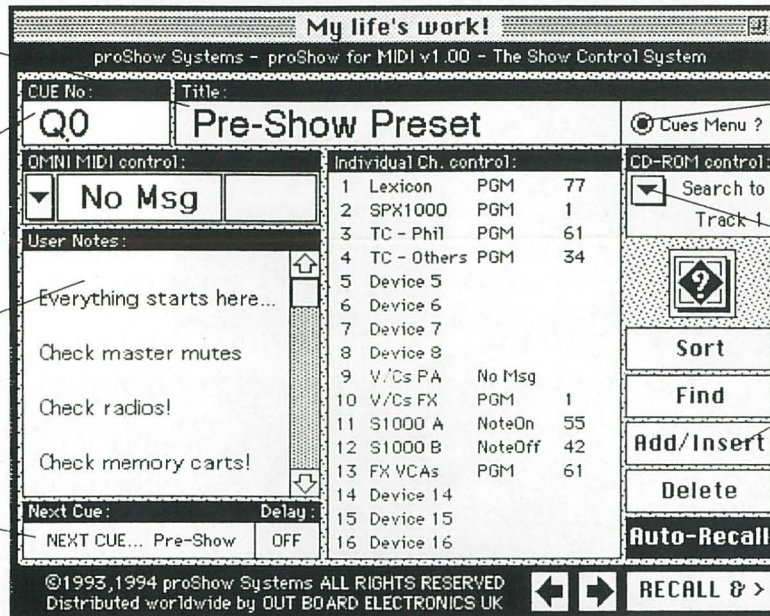 My life's work!
proShow Systems - proShow for MIDI v1.00 - The Show Control System
CUE No:
Q0
Title:
Pre-Show Preset
Cues Menu ?
OMNI MIDI control:
No Msg
User Notes:
Everything starts here...
Check master mutes
Check radios!
Check memory carts!
Next Cue: Delay:
NEXT CUE... Pre-Show OFF
Individual Ch. control:
1 Lexicon PGM 77
2 SPX1000 PGM 1
3 TC - Phil PGM 61
4 TC - Others PGM 34
5 Device 5
6 Device 6
7 Device 7
8 Device 8
9 V/Cs PA No Msg
10 V/Cs FX PGM 1
11 S1000 A NoteOn 55
12 S1000 B NoteOff 42
13 FX VCAs PGM 61
14 Device 14
15 Device 15
16 Device 16
CD-ROM control:
Search to
Track 1
?
Sort
Find
Add/Insert
Delete
Auto-Recall
©1993,1994 proShow Systems ALL RIGHTS RESERVED
Distributed worldwide by OUT BOARD ELECTRONICS UK
RECALL & >